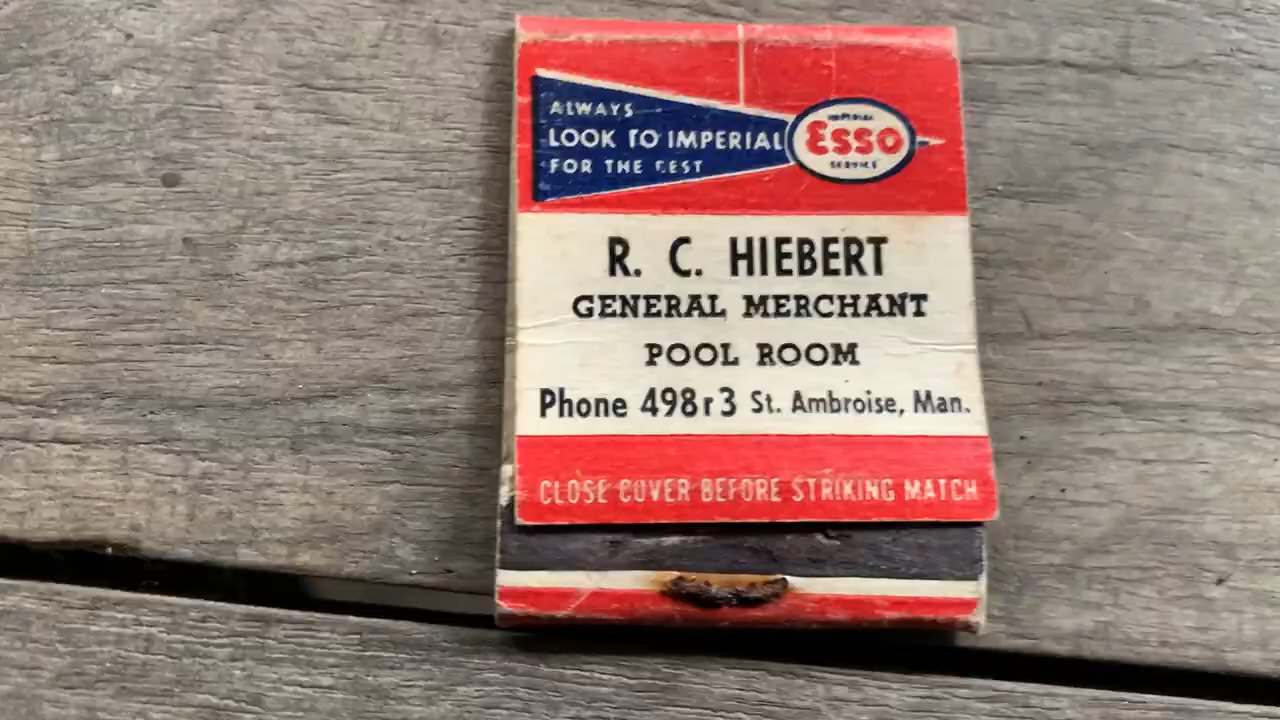 ALWAYS
LOOK TO IMPERIAL
FOR THE BEST
IMPERIAL
Esso
SERVICE
R. C. HIEBERT
GENERAL MERCHANT
POOL ROOM
Phone 498 r 3 St. Ambroise, Man.
CLOSE COVER BEFORE STRIKING MATCH